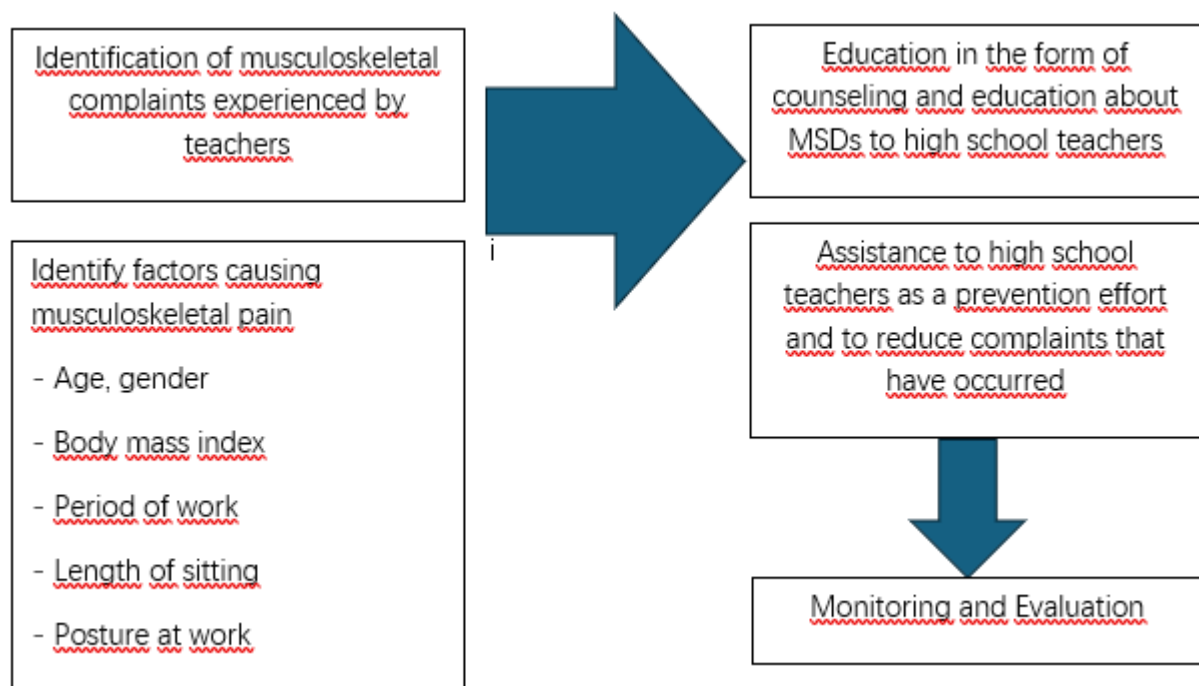 Identification of musculoskeletal
complaints experienced by
teachers
Identify factors causing
musculoskeletal pain
- Age, gender
- Body mass index
- Period of work
- Length of sitting
- Posture at work
i
Education in the form of
counseling and education about
MSDs to high school teachers
Assistance to high school
teachers as a prevention effort
and to reduce complaints that
have occurred
Monitoring and Evaluation